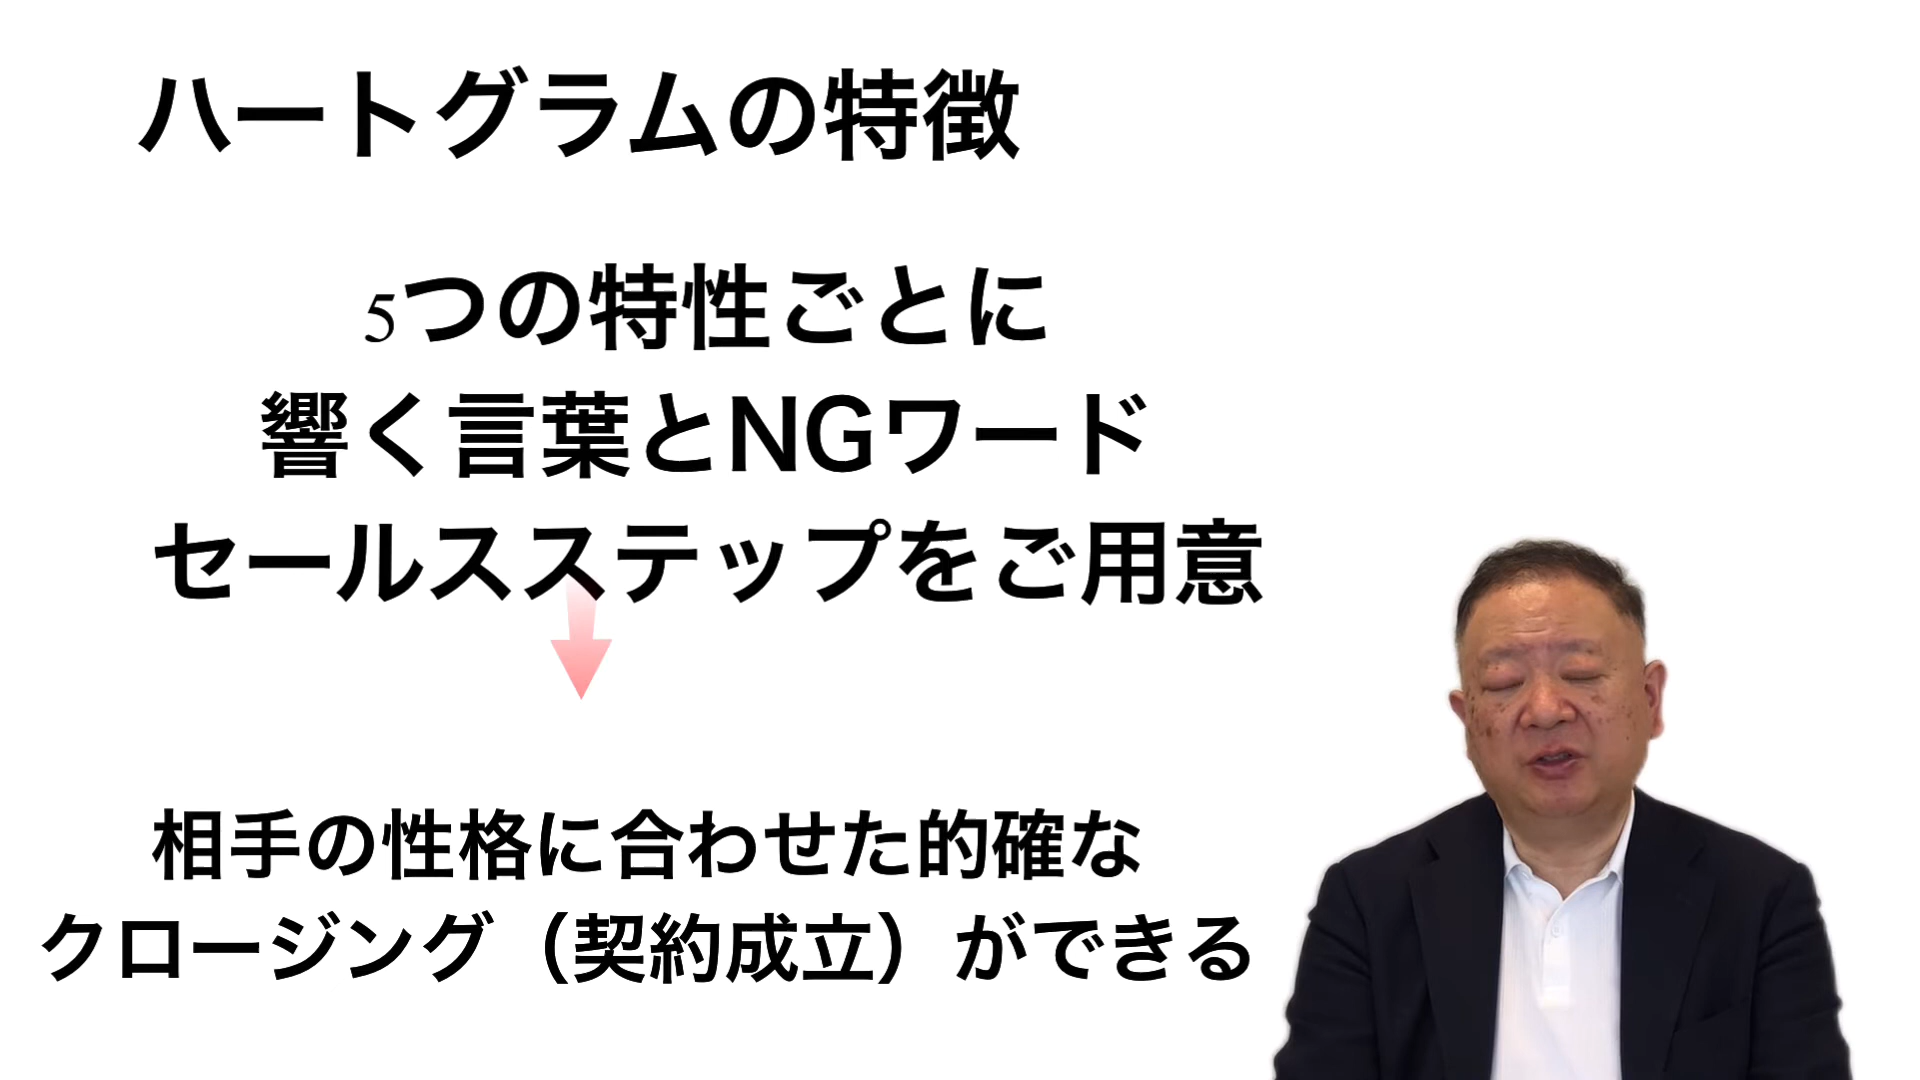 ハートグラムの特徴
5つの特性ごとに
響く言葉とNGワード
セールスステップをご用意
相手の性格に合わせた的確な
クロージング（契約成立）ができる